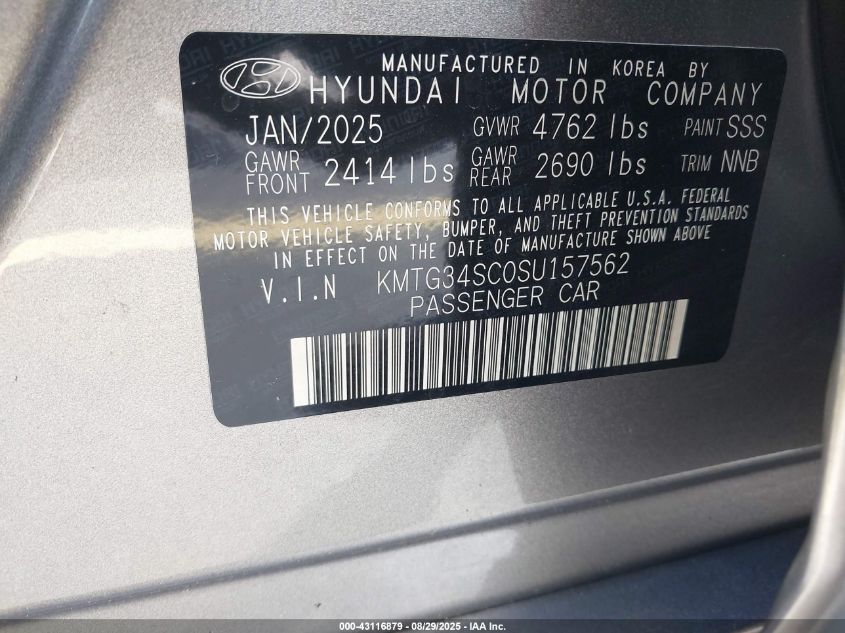 MANUFACTURED IN KOREA BY
HYUNDAI MOTOR COMPANY
JAN/2025 GVWR 4762 lbs PAINT SSS
GAWR FRONT 2414 lbs GAWR REAR 2690 lbs TRIM NNB
THIS VEHICLE CONFORMS TO ALL APPLICABLE U.S.A. FEDERAL
MOTOR VEHICLE SAFETY, BUMPER, AND THEFT PREVENTION STANDARDS
IN EFFECT ON THE DATE OF MANUFACTURE SHOWN ABOVE
V.I.N KMTG34SC0SU157562
PASSENGER CAR
000-43116879 - 08/29/2025 - IAA Inc.